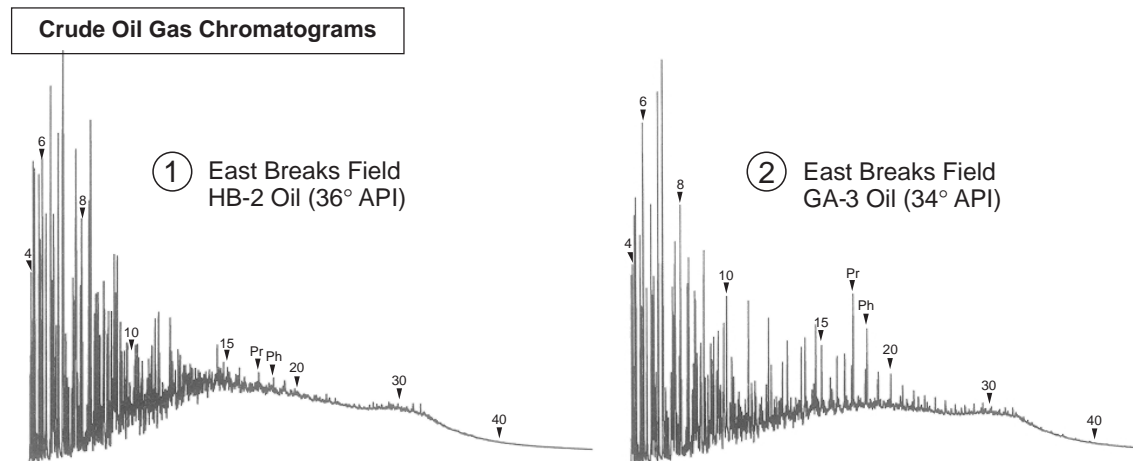 Crude Oil Gas Chromatograms
6
8
4
10
15
Pr
Ph
20
30
40
1
East Breaks Field
HB-2 Oil (36° API)
6
8
4
10
15
Pr
Ph
20
30
40
2
East Breaks Field
GA-3 Oil (34° API)